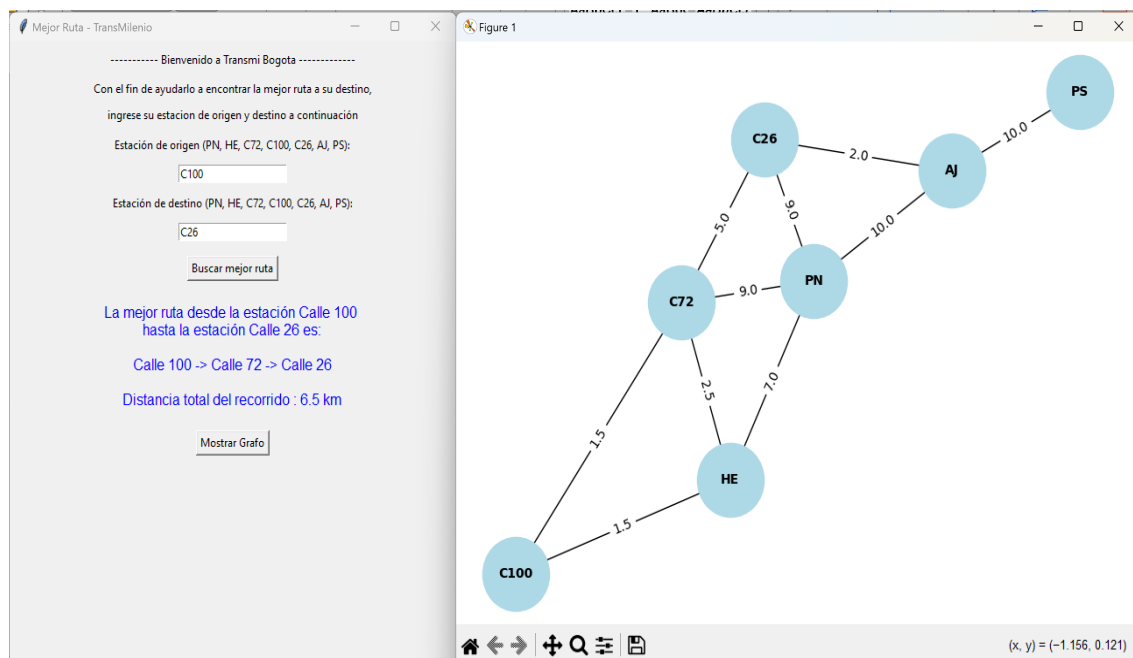 Mejor Ruta - TransMilenio
----------- Bienvenido a Transmi Bogota -------------
Con el fin de ayudarlo a encontrar la mejor ruta a su destino,
ingrese su estacion de origen y destino a continuación
Estación de origen (PN, HE, C72, C100, C26, AJ, PS):
C100
Estación de destino (PN, HE, C72, C100, C26, AJ, PS):
C26
Buscar mejor ruta
La mejor ruta desde la estación Calle 100
hasta la estación Calle 26 es:
Calle 100 -> Calle 72 -> Calle 26
Distancia total del recorrido : 6.5 km
Mostrar Grafo
Figure 1
PS
10.0
C26
2.0
AJ
5.0
9.0
10.0
PN
C72
9.0
2.5
7.0
1.5
HE
1.5
C100
(x, y) = (−1.156, 0.121)